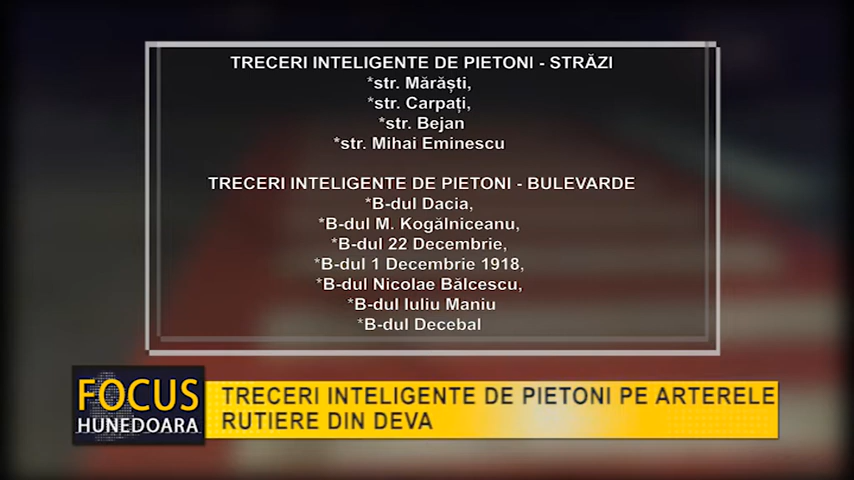 TRECERI INTELIGENTE DE PIETONI - STRĂZI
*str. Mărăști,
*str. Carpați,
*str. Bejan
*str. Mihai Eminescu
TRECERI INTELIGENTE DE PIETONI - BULEVARDE
*B-dul Dacia,
*B-dul M. Kogălniceanu,
*B-dul 22 Decembrie,
*B-dul 1 Decembrie 1918,
*B-dul Nicolae Bălcescu,
*B-dul Iuliu Maniu
*B-dul Decebal
FOCUS
HUNEDOARA
TRECERI INTELIGENTE DE PIETONI PE ARTERELE
RUTIERE DIN DEVA